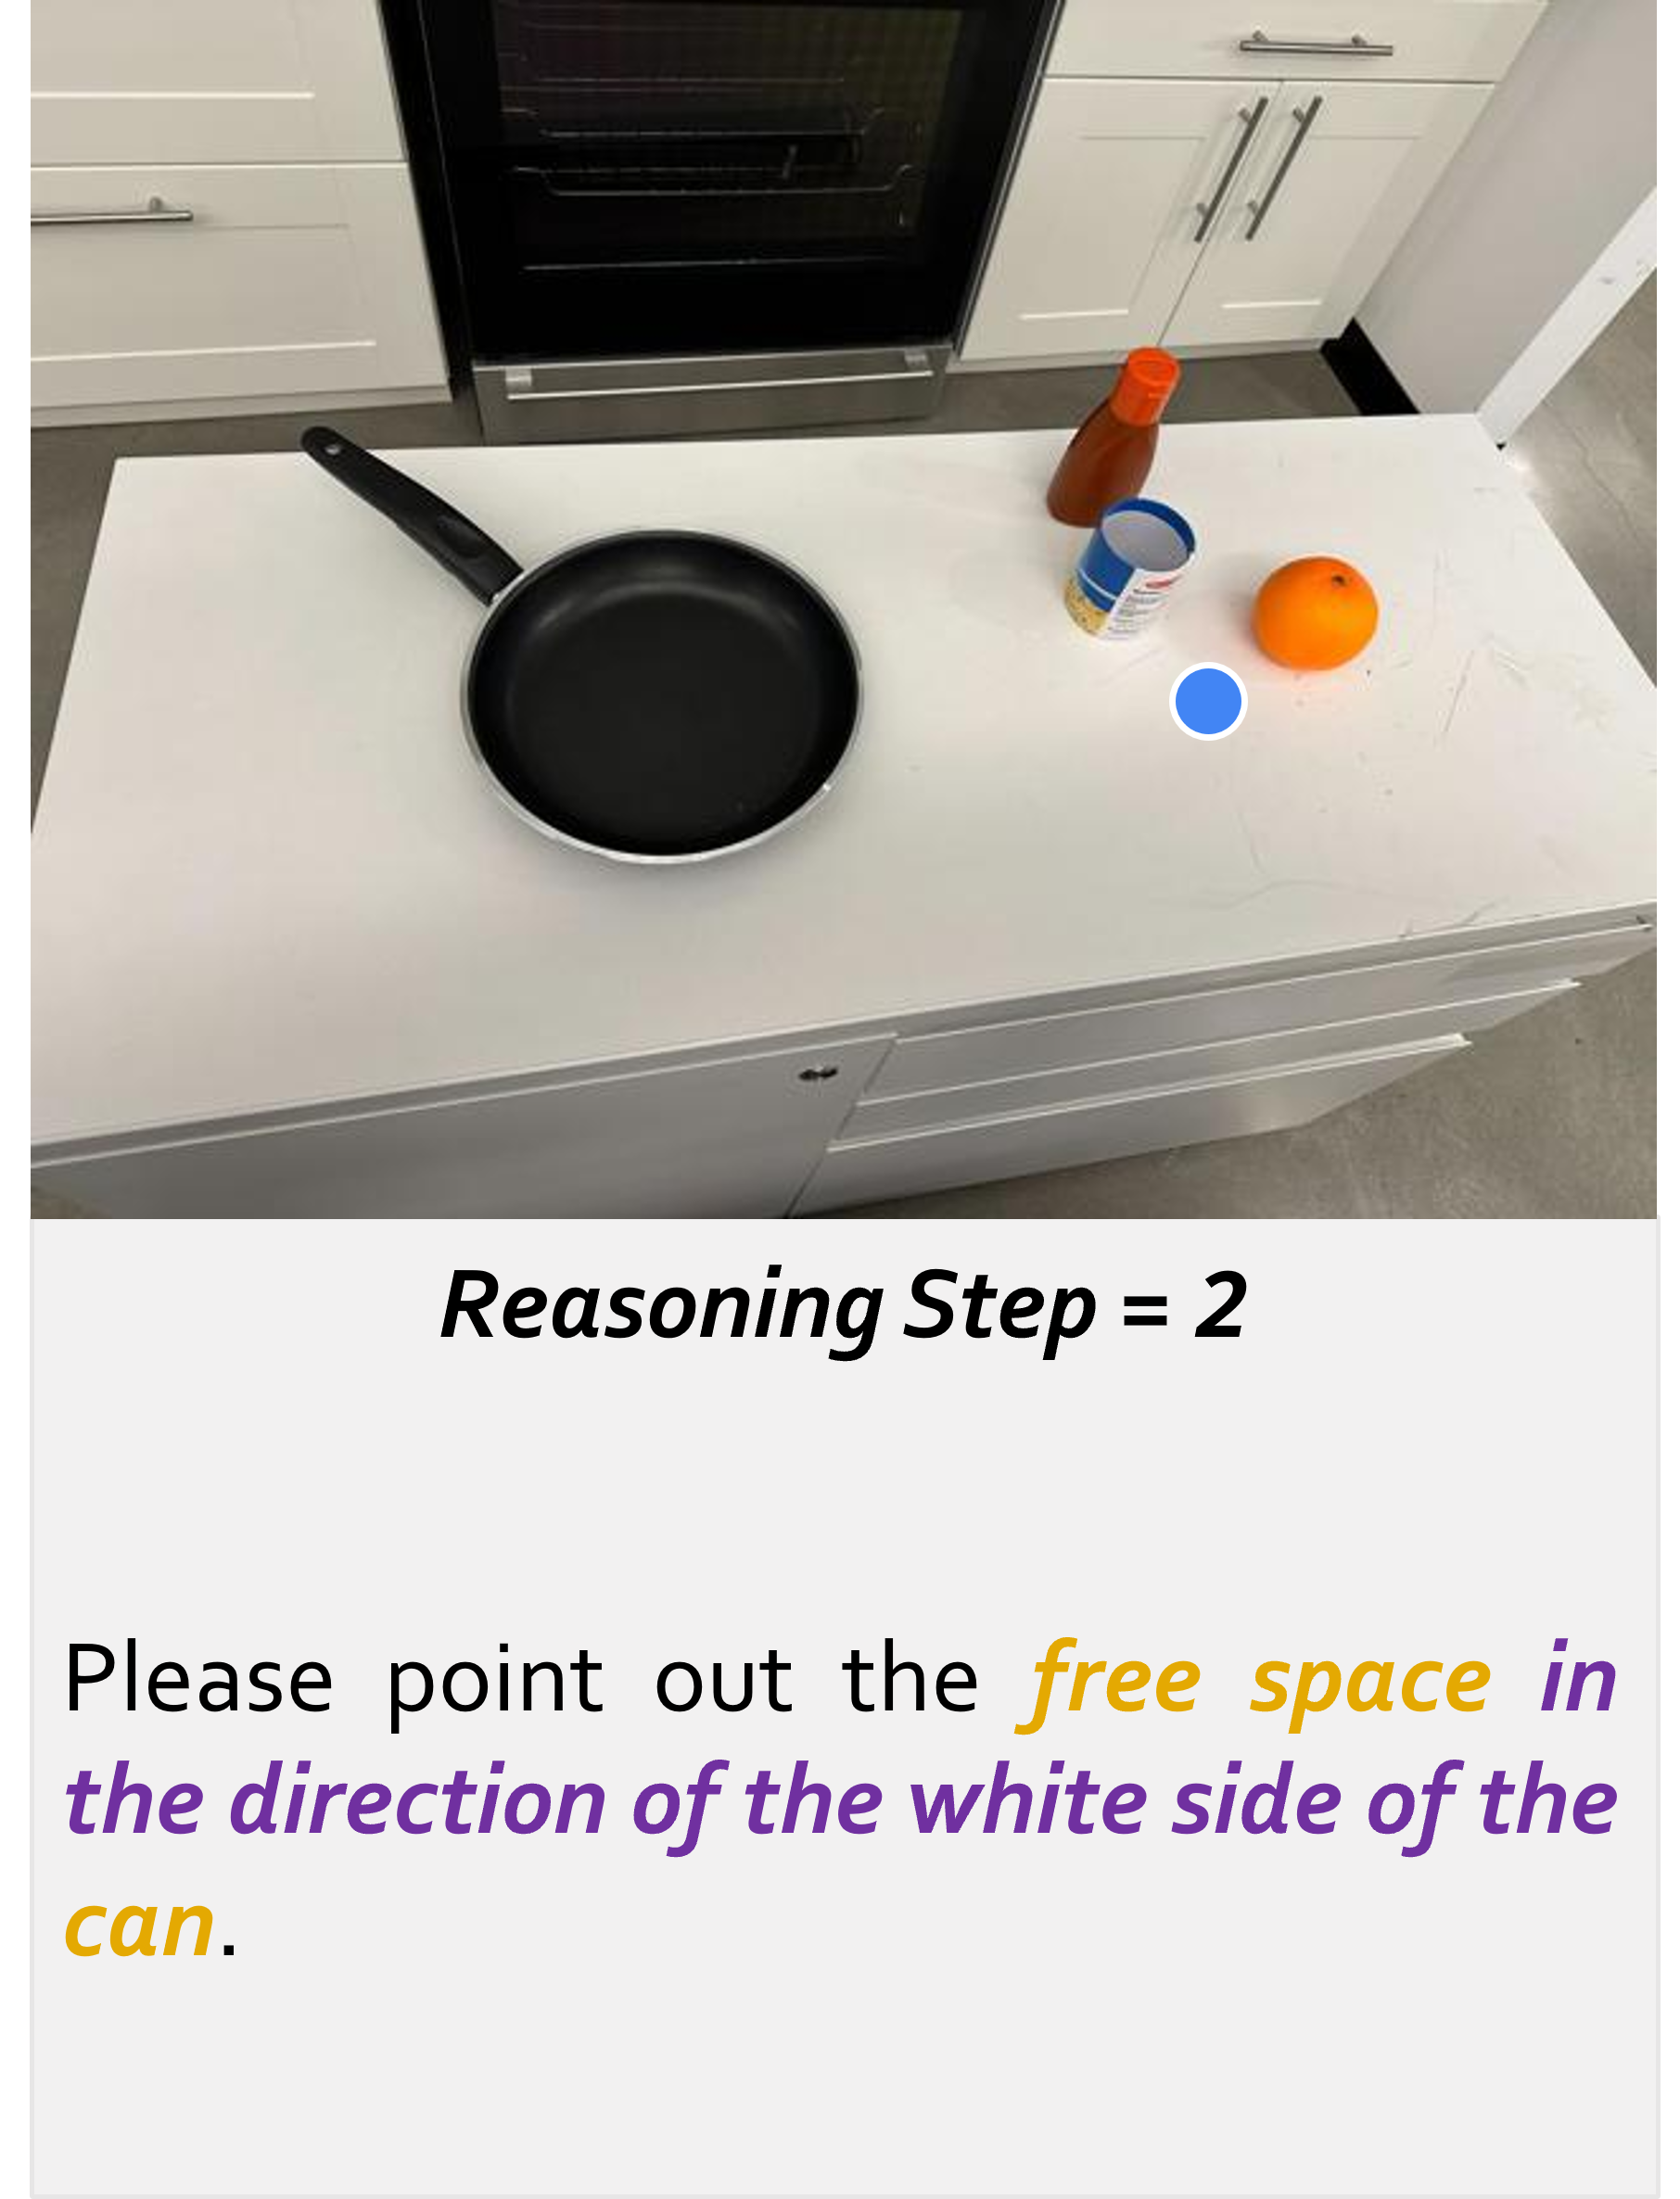 Reasoning Step = 2
Please point out the free space in
the direction of the white side of the
can.